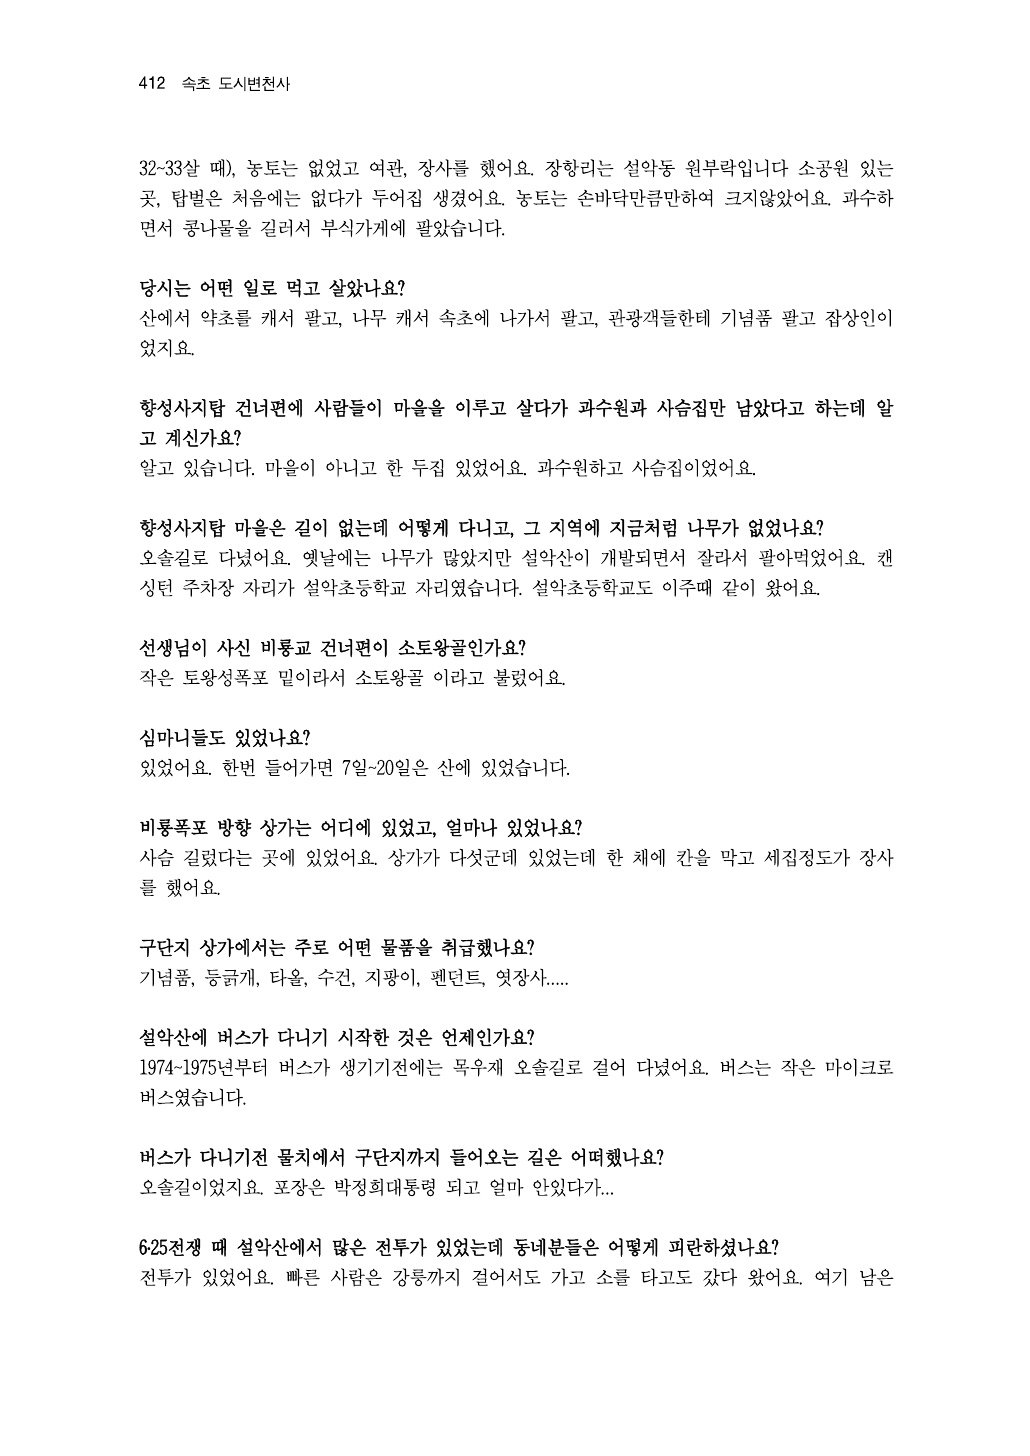 412 속초 도시변천사
32~33살 때), 농토는 없었고 여관, 장사를 했어요. 장항리는 설악동 원부락입니다 소공원 있는
곳, 탑벌은 처음에는 없다가 두어집 생겼어요. 농토는 손바닥만큼만하여 크지않았어요. 과수하
면서 콩나물을 길러서 부식가게에 팔았습니다.
당시는 어떤 일로 먹고 살았나요?
산에서 약초를 캐서 팔고, 나무 캐서 속초에 나가서 팔고, 관광객들한테 기념품 팔고 잡상인이
었지요.
향성사지탑 건너편에 사람들이 마을을 이루고 살다가 과수원과 사슴집만 남았다고 하는데 알
고 계신가요?
알고 있습니다. 마을이 아니고 한 두집 있었어요. 과수원하고 사슴집이었어요.
향성사지탑 마을은 길이 없는데 어떻게 다니고, 그 지역에 지금처럼 나무가 없었나요?
오솔길로 다녔어요. 옛날에는 나무가 많았지만 설악산이 개발되면서 잘라서 팔아먹었어요. 캔
싱턴 주차장 자리가 설악초등학교 자리였습니다. 설악초등학교도 이주때 같이 왔어요.
선생님이 사신 비룡교 건너편이 소토왕골인가요?
작은 토왕성폭포 밑이라서 소토왕골 이라고 불렀어요.
심마니들도 있었나요?
있었어요. 한번 들어가면 7일~20일은 산에 있었습니다.
비룡폭포 방향 상가는 어디에 있었고, 얼마나 있었나요?
사슴 길렀다는 곳에 있었어요. 상가가 다섯군데 있었는데 한 채에 칸을 막고 세집정도가 장사
를 했어요.
구단지 상가에서는 주로 어떤 물품을 취급했나요?
기념품, 등긁개, 타올, 수건, 지팡이, 펜던트, 엿장사.....
설악산에 버스가 다니기 시작한 것은 언제인가요?
1974~1975년부터 버스가 생기기전에는 목우재 오솔길로 걸어 다녔어요. 버스는 작은 마이크로
버스였습니다.
버스가 다니기전 물치에서 구단지까지 들어오는 길은 어떠했나요?
오솔길이었지요. 포장은 박정희대통령 되고 얼마 안있다가...
6·25전쟁 때 설악산에서 많은 전투가 있었는데 동네분들은 어떻게 피란하셨나요?
전투가 있었어요. 빠른 사람은 강릉까지 걸어서도 가고 소를 타고도 갔다 왔어요. 여기 남은